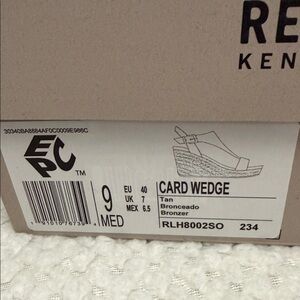 RE
KEN
30340BA8884AF0C0009E986C
EPC
TM
9
MED
EU 40
UK 7
MEX 6.5
CARD WEDGE
Tan
Bronceado
Bronzer
RLH8002SO 234